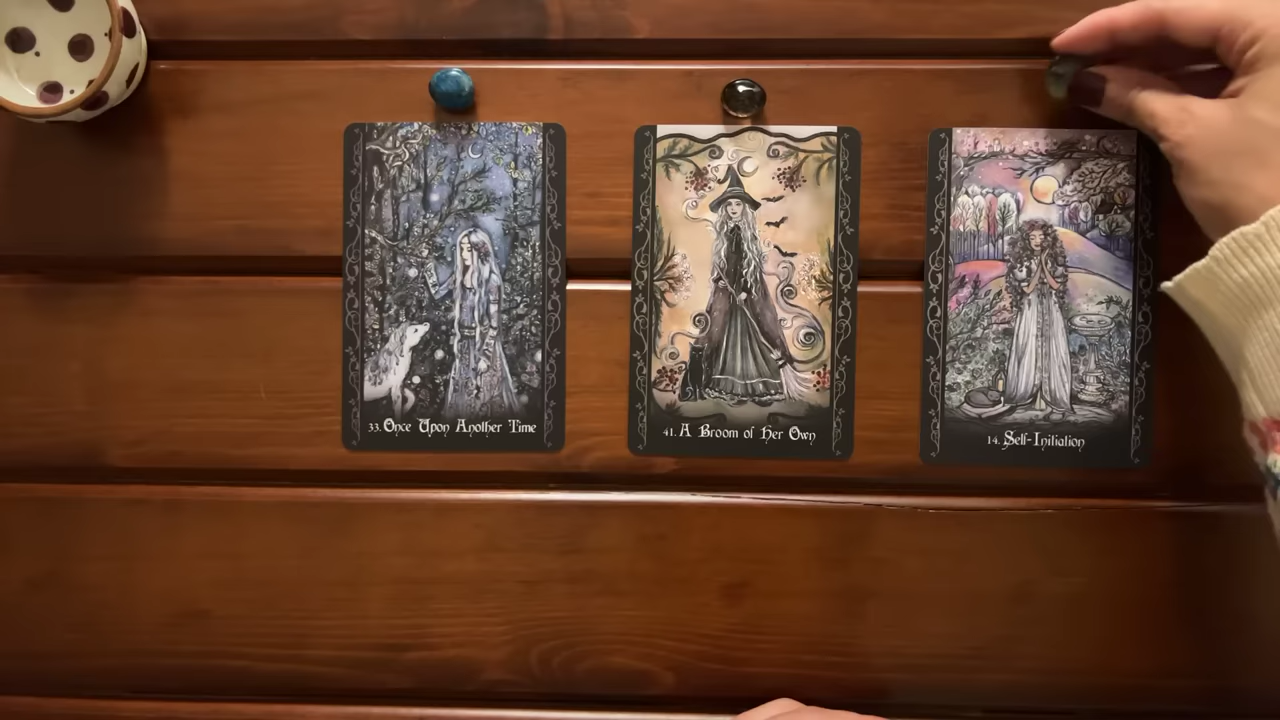 33. Once Upon Another Time
41. A Broom of Her Own
14. Self-Initiation